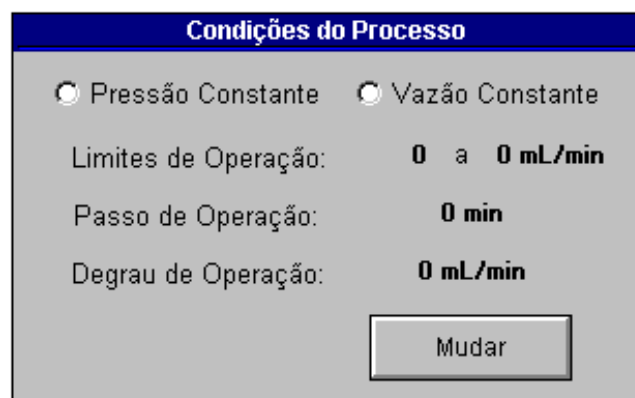 Condições do Processo
Pressão Constante Vazão Constante
Limites de Operação: 0 a 0 mL/min
Passo de Operação: 0 min
Degrau de Operação: 0 mL/min
Mudar